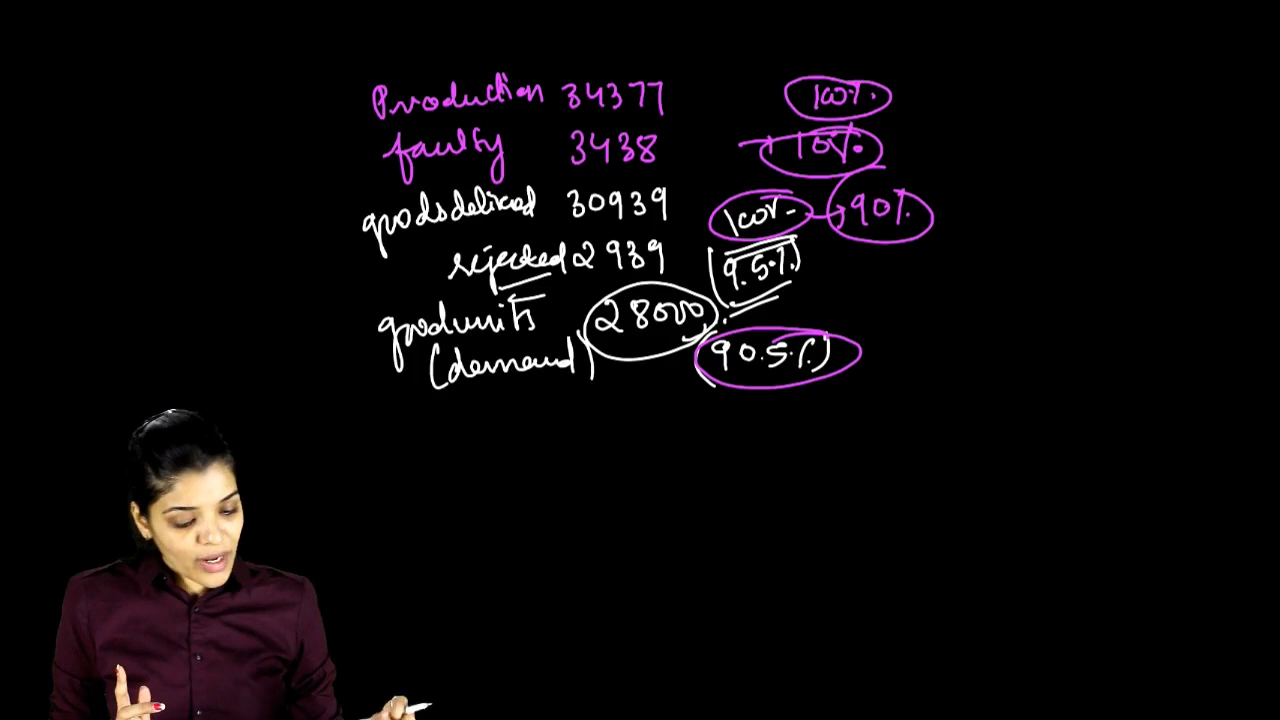 Production 34377 100%
faulty 3438 10%
goods delived 30939 100% → 90%
rejected 2939 (9.5%)
good units 28000
(demand) 90.5%)